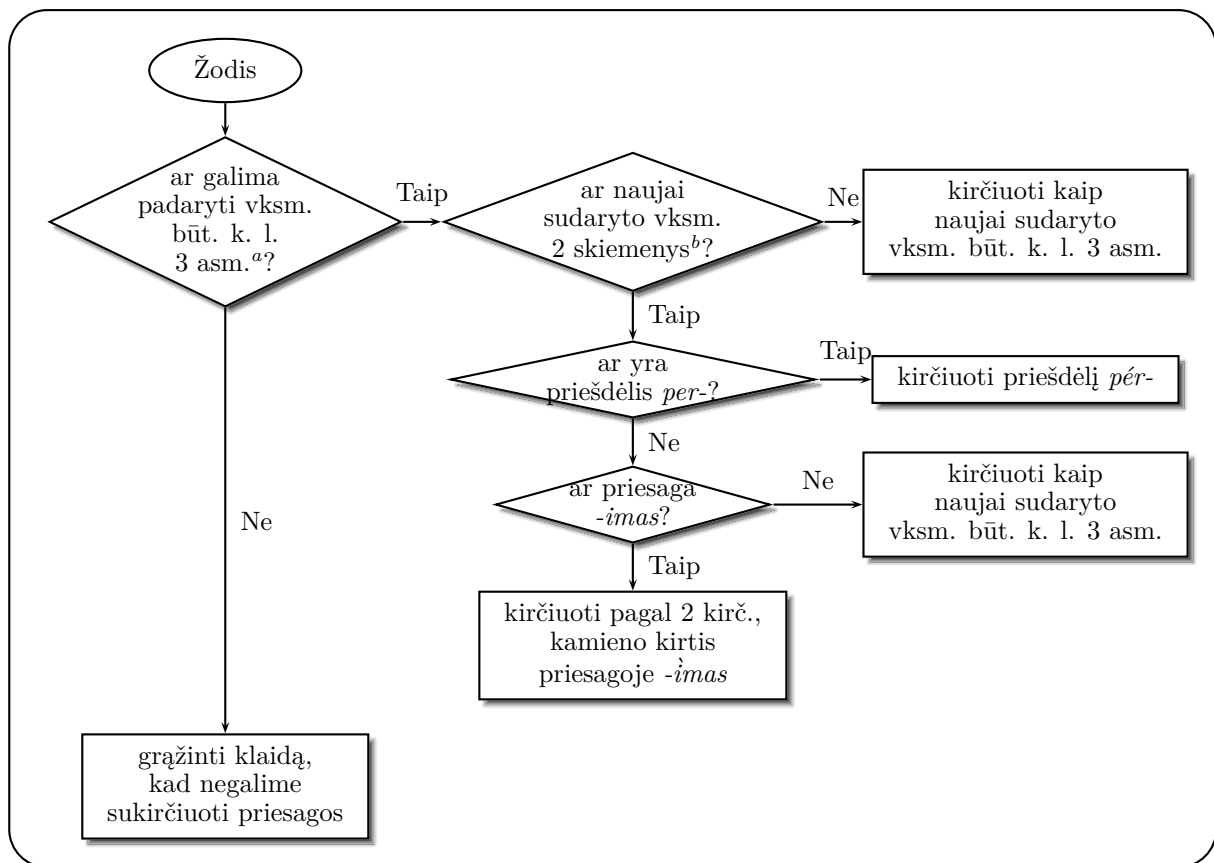 Žodis
ar galima
padaryti vksm.
būt. k. l.
3 asm.ᵃ?
Taip
ar naujai
sudaryto vksm.
2 skiemenysᵇ?
Ne
kirčiuoti kaip
naujai sudaryto
vksm. būt. k. l. 3 asm.
Taip
ar yra
priešdėlis per-?
Taip
kirčiuoti priešdėlį pér-
Ne
ar priesaga
-imas?
Ne
kirčiuoti kaip
naujai sudaryto
vksm. būt. k. l. 3 asm.
Taip
kirčiuoti pagal 2 kirč.,
kamieno kirtis
priesagoje -i̇̀mas
Ne
grąžinti klaidą,
kad negalime
sukirčiuoti priesagos